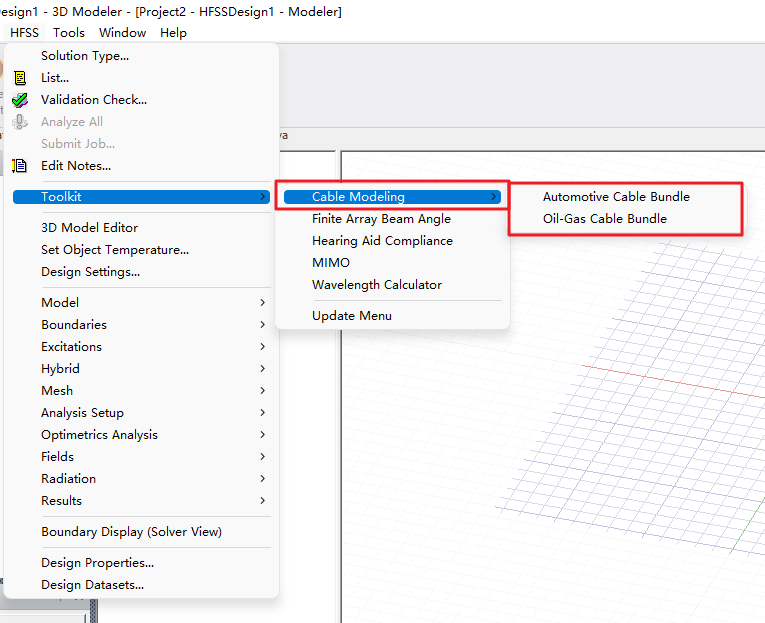 esign1 - 3D Modeler - [Project2 - HFSSDesign1 - Modeler]
HFSS Tools Window Help
Solution Type...
List...
Validation Check...
Analyze All
Submit Job...
Edit Notes...
Toolkit
3D Model Editor
Set Object Temperature...
Design Settings...
Model
Boundaries
Excitations
Hybrid
Mesh
Analysis Setup
Optimetrics Analysis
Fields
Radiation
Results
Boundary Display (Solver View)
Design Properties...
Design Datasets...
Cable Modeling
Finite Array Beam Angle
Hearing Aid Compliance
MIMO
Wavelength Calculator
Update Menu
Automotive Cable Bundle
Oil-Gas Cable Bundle